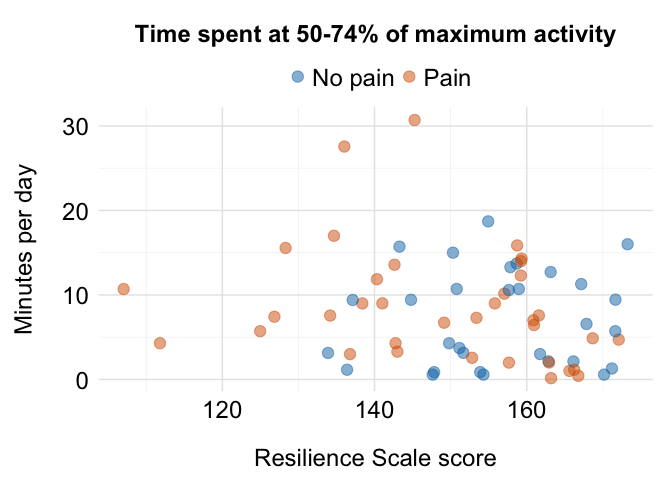 Time spent at 50-74% of maximum activity
No pain Pain
Minutes per day
30
20
10
0
120 140 160
Resilience Scale score